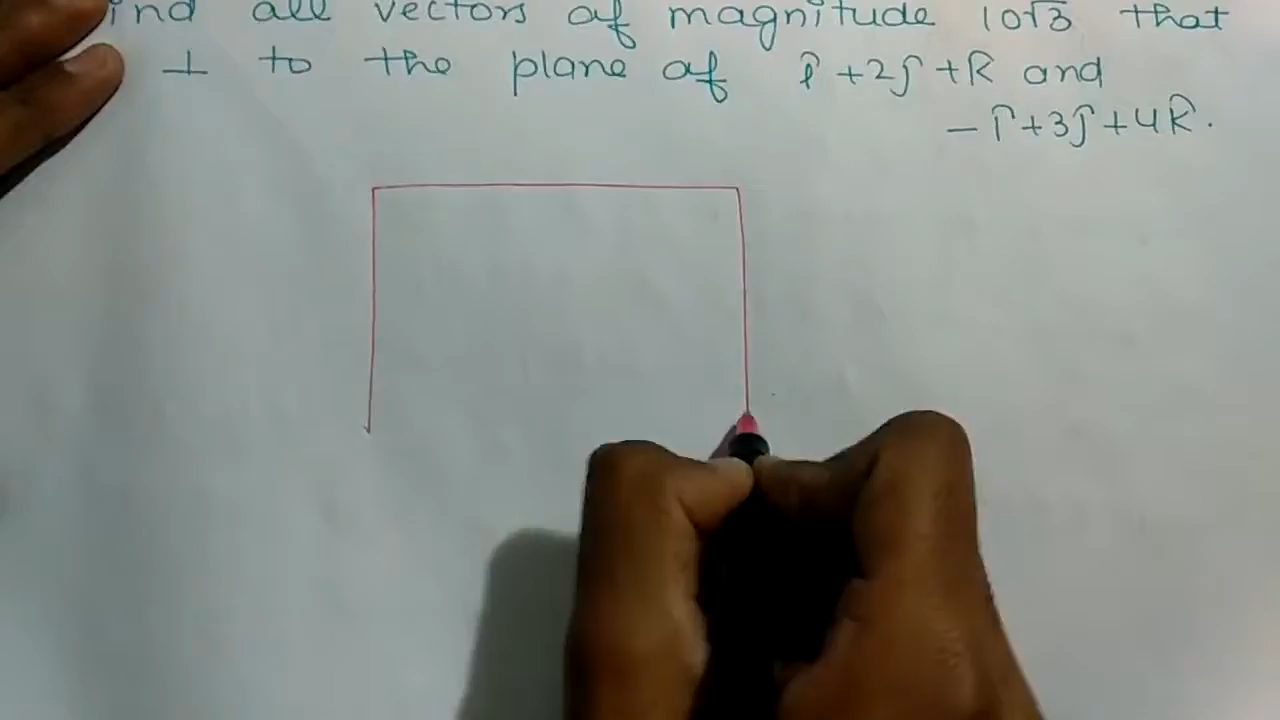 ind all vectors of magnitude 10√3 that
⊥ to the plane of î+2ĵ+k̂ and
-î+3ĵ+4k̂.